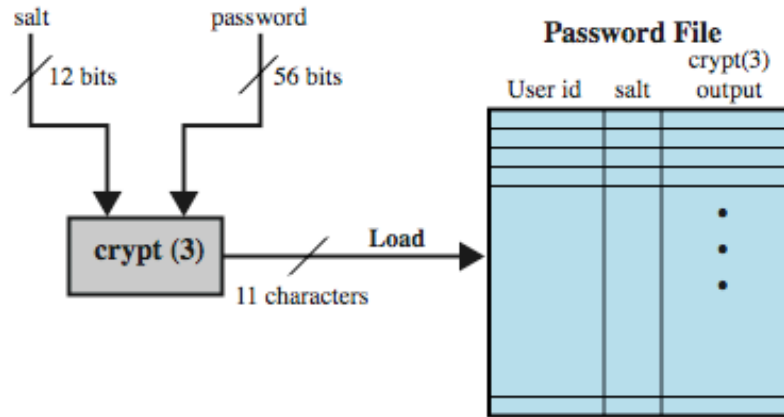 salt
password
12 bits
56 bits
crypt (3)
Load
11 characters
Password File
User id
salt
crypt(3)
output